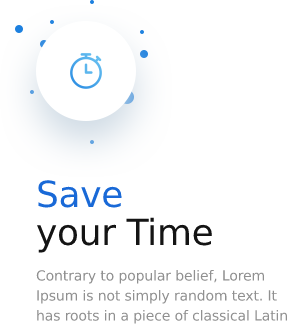 Save
your Time
Contrary to popular belief, Lorem
Ipsum is not simply random text. It
has roots in a piece of classical Latin